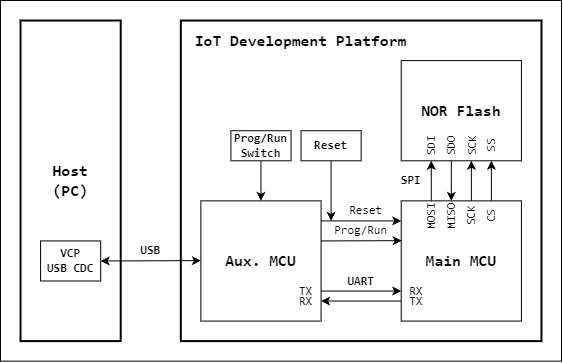 IoT Development Platform
NOR Flash
SDI
SDO
SCK
SS
Prog/Run
Switch
Reset
Host
(PC)
SPI
MOSI
MISO
SCK
CS
Reset
Prog/Run
VCP
USB CDC
USB
Aux. MCU
Main MCU
UART
TX
RX
RX
TX